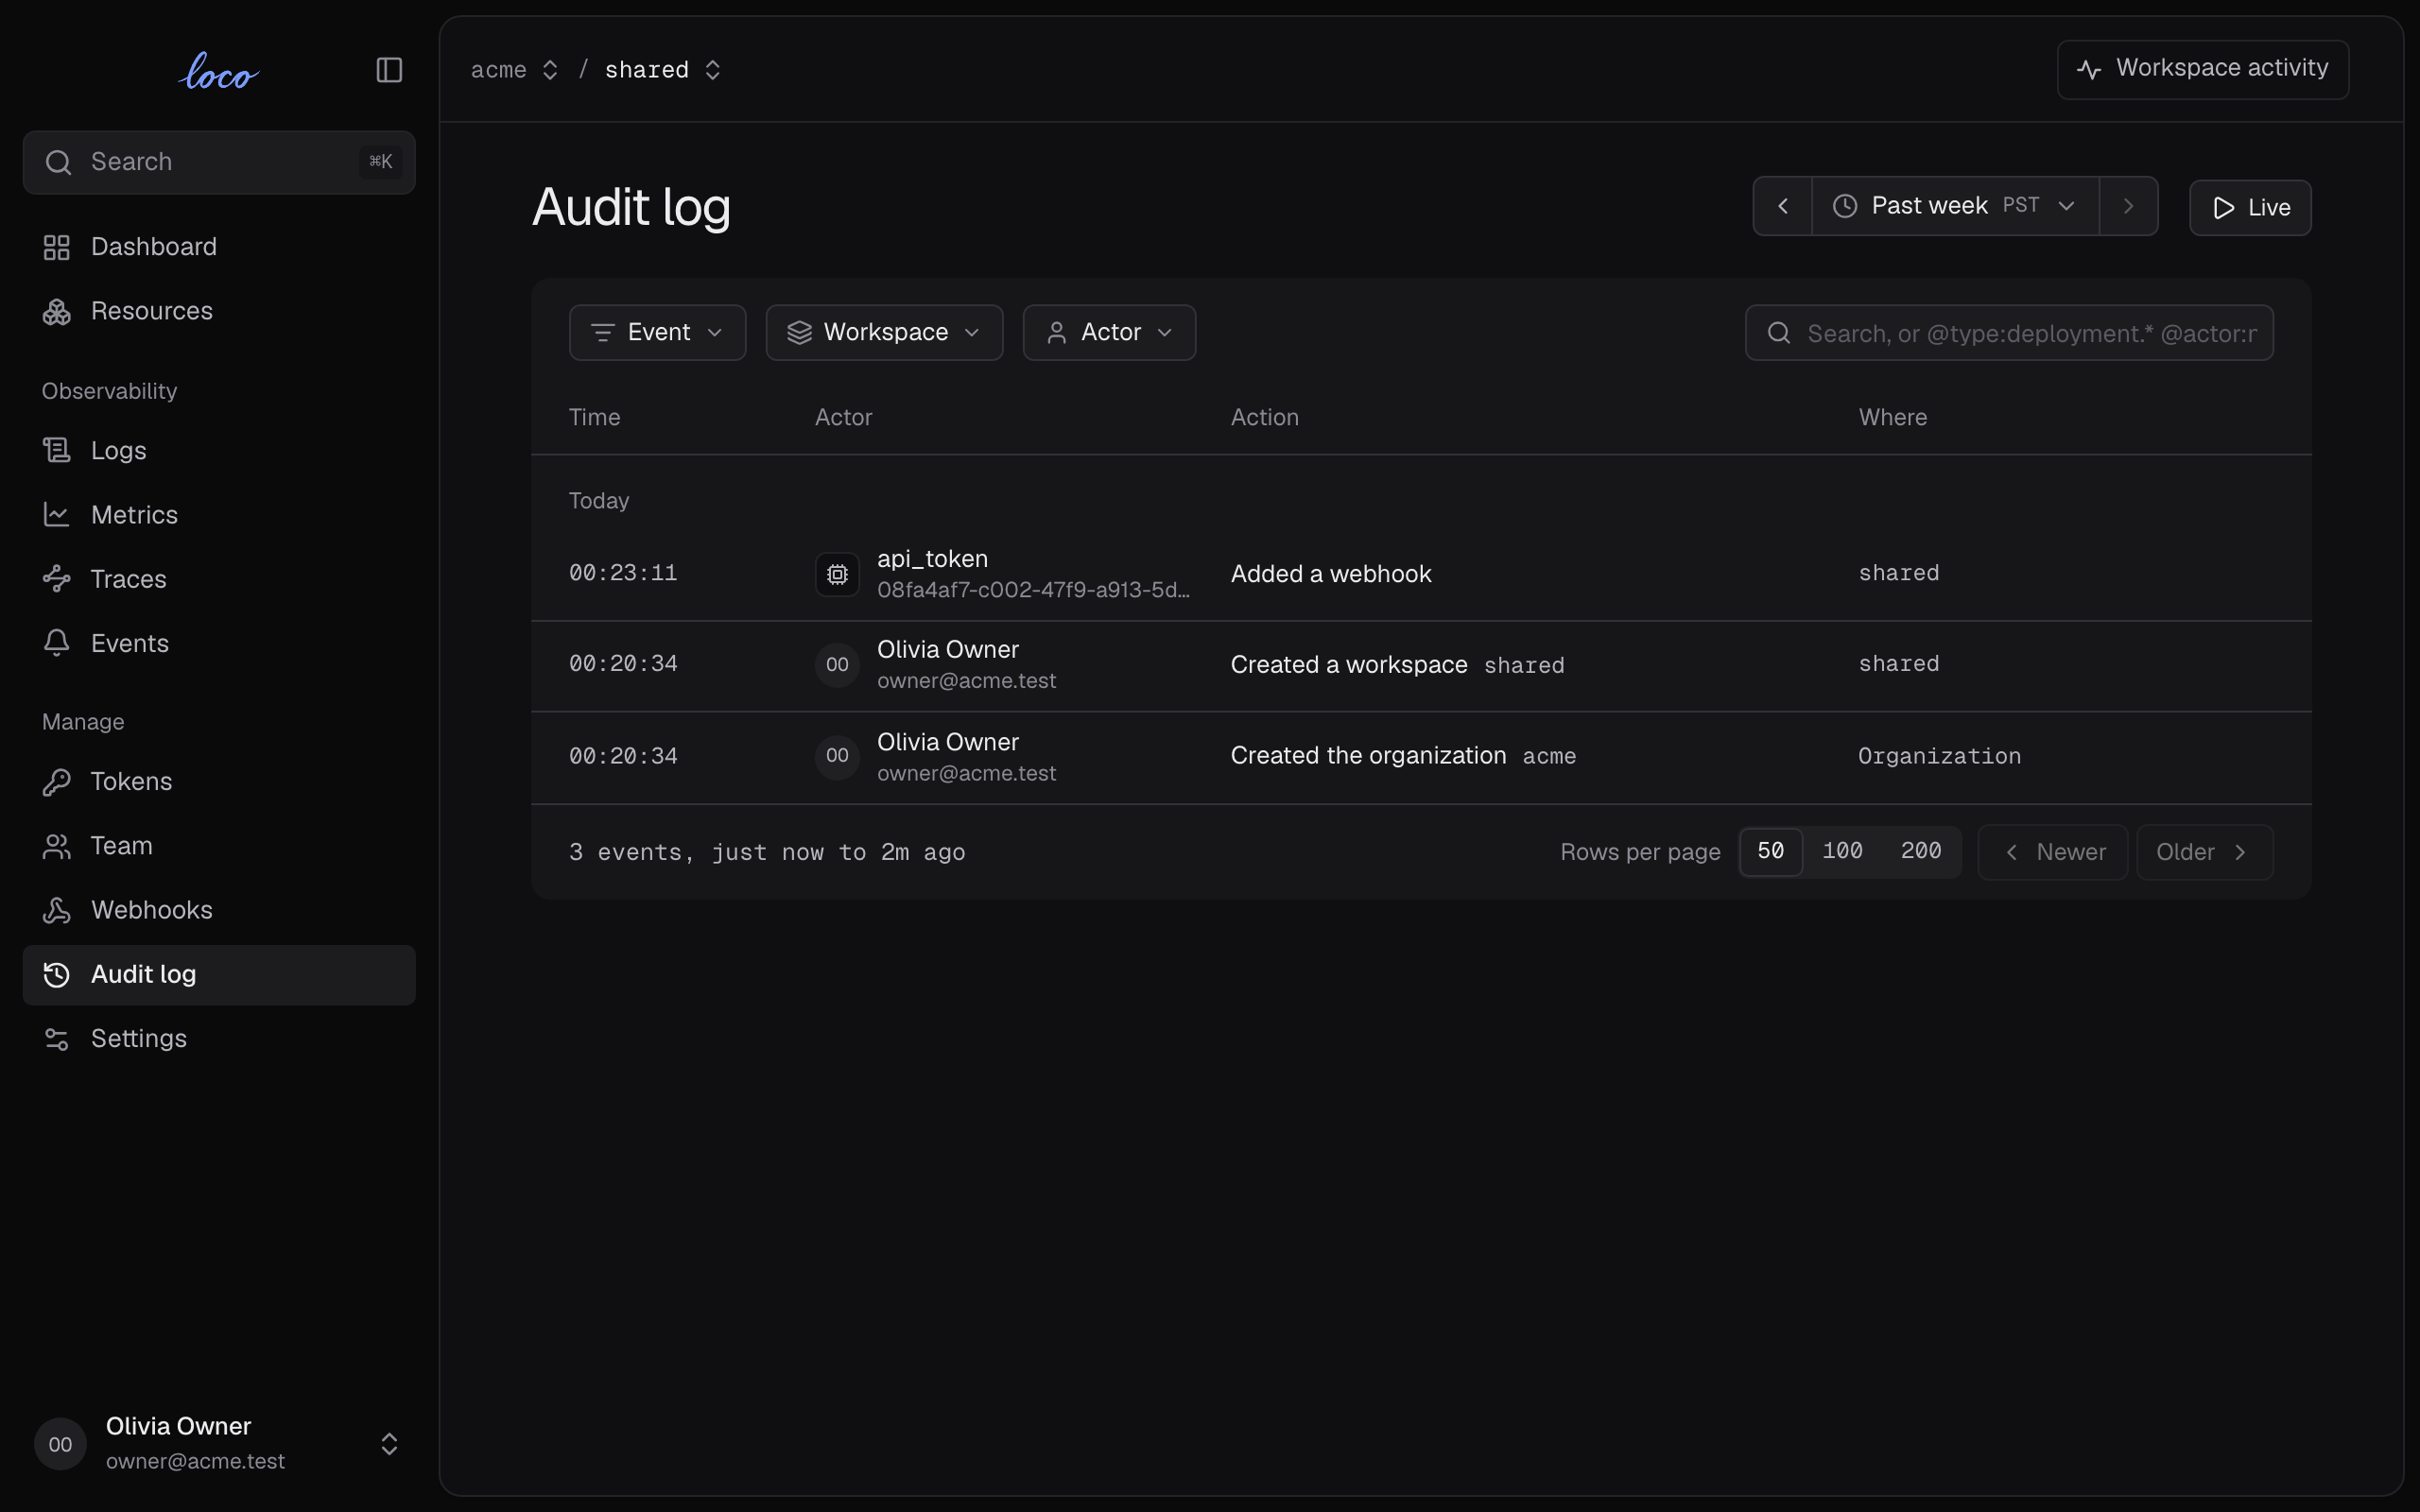 loco
Search ⌘K
Dashboard
Resources
Observability
Logs
Metrics
Traces
Events
Manage
Tokens
Team
Webhooks
Audit log
Settings
OO Olivia Owner
owner@acme.test
acme / shared
Workspace activity
Audit log
Past week PST
Live
Event Workspace Actor
Search, or @type:deployment.* @actor:r
Time Actor Action Where
Today
00:23:11 api_token Added a webhook shared
08fa4af7-c002-47f9-a913-5d...
00:20:34 OO Olivia Owner Created a workspace shared shared
owner@acme.test
00:20:34 OO Olivia Owner Created the organization acme Organization
owner@acme.test
3 events, just now to 2m ago
Rows per page 50 100 200 Newer Older